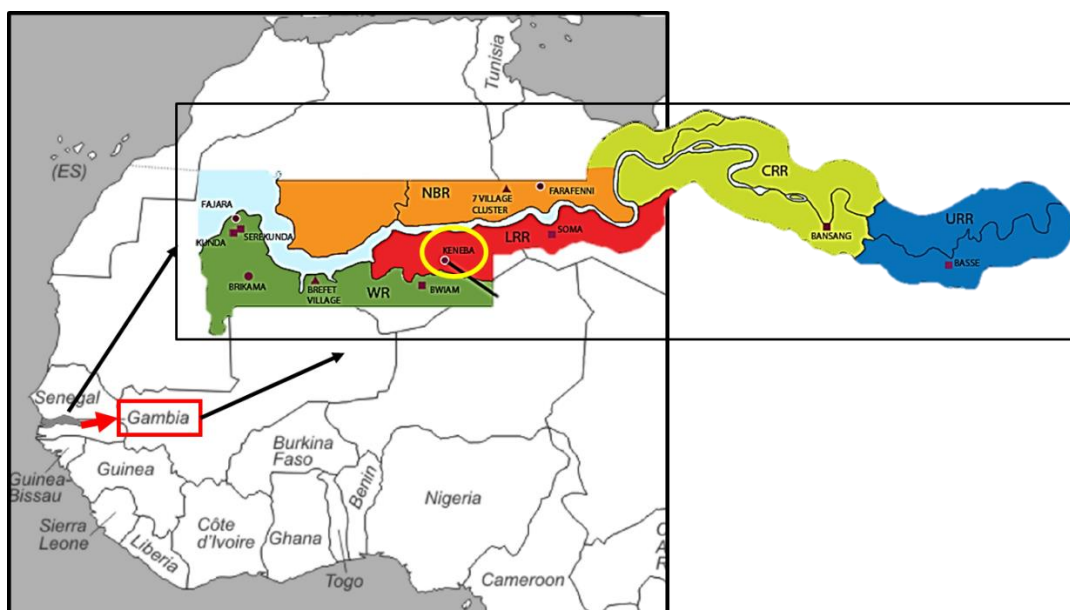 Tunisia
(ES)
NBR
7 VILLAGE
CLUSTER
FARAFENNI
CRR
FAJARA
KUNDA
SEREKUNDA
KENEBA
LRR
SOMA
BANSANG
URR
BASSE
BRIKAMA
BREFET
VILLAGE
WR
BWIAM
Senegal
Gambia
Burkina
Faso
Benin
Guinea-
Bissau
Guinea
Nigeria
Sierra
Leone
Côte
d'Ivoire
Ghana
Liberia
Togo
Cameroon
C
A
R